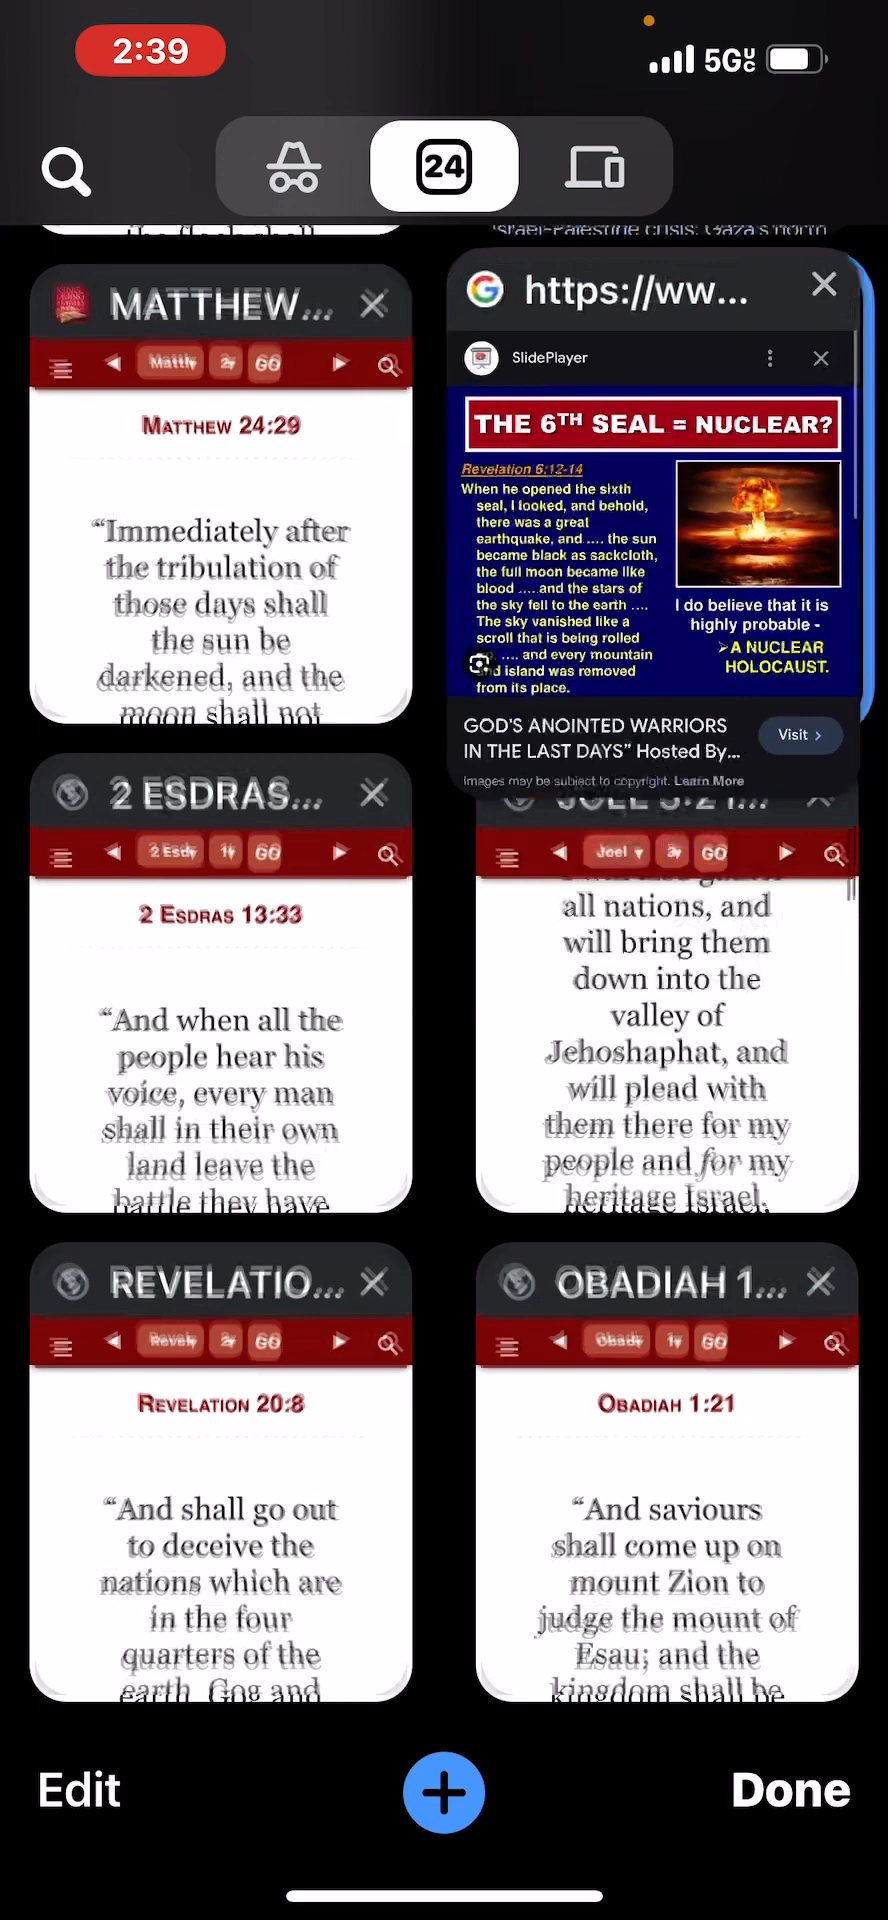 2:39
5G
24
the flesh shall
Israel-Palestine crisis: Gaza's north
MATTHEW...
GO
MATTHEW 24:29
“Immediately after
the tribulation of
those days shall
the sun be
darkened, and the
moon shall not
https://ww...
SlidePlayer
THE 6TH SEAL = NUCLEAR?
Revelation 6:12-14
When he opened the sixth
seal, I looked, and behold,
there was a great
earthquake, and .... the sun
became black as sackcloth,
the full moon became like
blood .....and the stars of
the sky fell to the earth ....
The sky vanished like a
scroll that is being rolled
.... and every mountain
island was removed
from its place.
I do believe that it is
highly probable -
➢A NUCLEAR
HOLOCAUST.
GOD'S ANOINTED WARRIORS
IN THE LAST DAYS" Hosted By...
Visit >
Images may be subject to copyright. Learn More
2 ESDRAS...
2 Esd GO
2 ESDRAS 13:33
“And when all the
people hear his
voice, every man
shall in their own
land leave the
battle they have
Joel GO
all nations, and
will bring them
down into the
valley of
Jehoshaphat, and
will plead with
them there for my
people and for my
heritage Israel,
REVELATIO...
GO
REVELATION 20:8
“And shall go out
to deceive the
nations which are
in the four
quarters of the
earth, Gog and
OBADIAH 1...
GO
OBADIAH 1:21
“And saviours
shall come up on
mount Zion to
judge the mount of
Esau; and the
kingdom shall be
Edit
Done